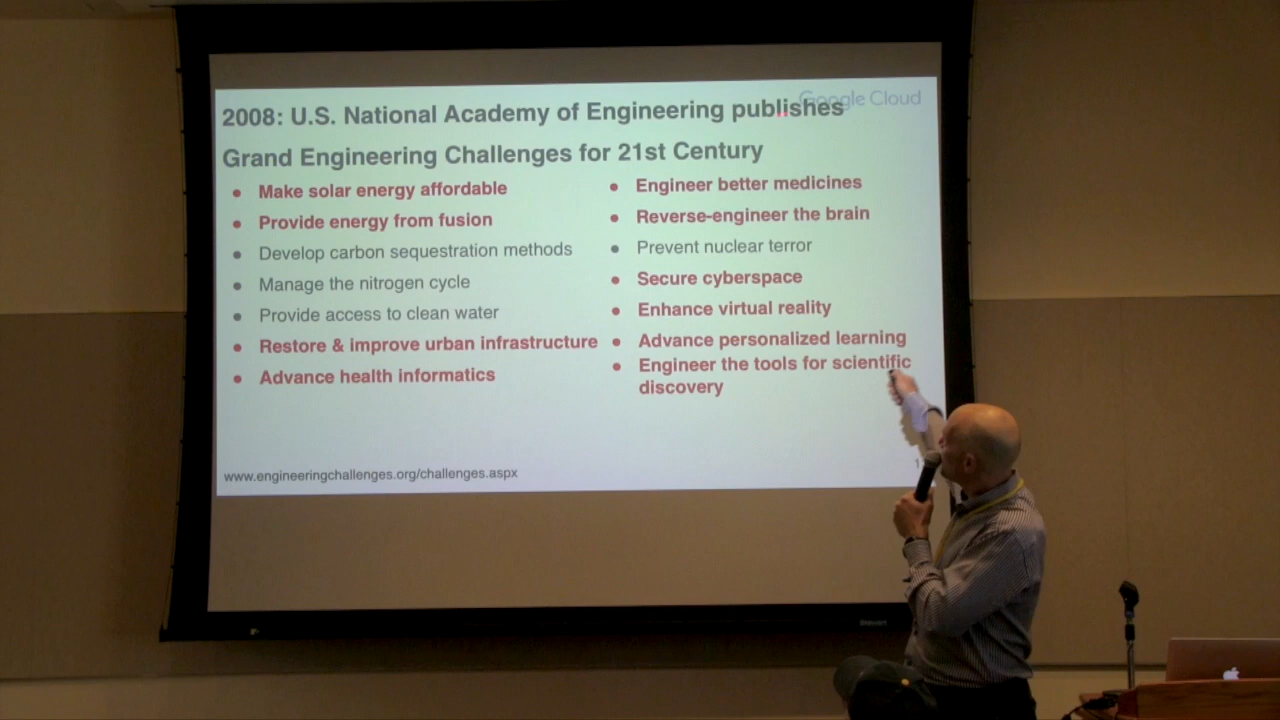 Google Cloud
2008: U.S. National Academy of Engineering publishes
Grand Engineering Challenges for 21st Century
Make solar energy affordable
Provide energy from fusion
Develop carbon sequestration methods
Manage the nitrogen cycle
Provide access to clean water
Restore & improve urban infrastructure
Advance health informatics
Engineer better medicines
Reverse-engineer the brain
Prevent nuclear terror
Secure cyberspace
Enhance virtual reality
Advance personalized learning
Engineer the tools for scientific
discovery
www.engineeringchallenges.org/challenges.aspx
Stewart